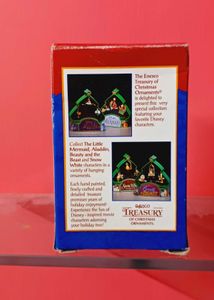 The Enesco
Treasury of
Christmas
Ornaments®
is delighted to
present this very
special collection
featuring your
favorite Disney
characters.
Collect The Little
Mermaid, Aladdin,
Beauty and the
Beast and Snow
White characters in a
variety of hanging
ornaments.
Each hand painted,
finely crafted and
detailed treasure
promises years of
holiday enjoyment!
Experience the fun of
Disney - inspired movie
characters adorning
your holiday tree!
ENESCO
TREASURY
OF CHRISTMAS
ORNAMENTS